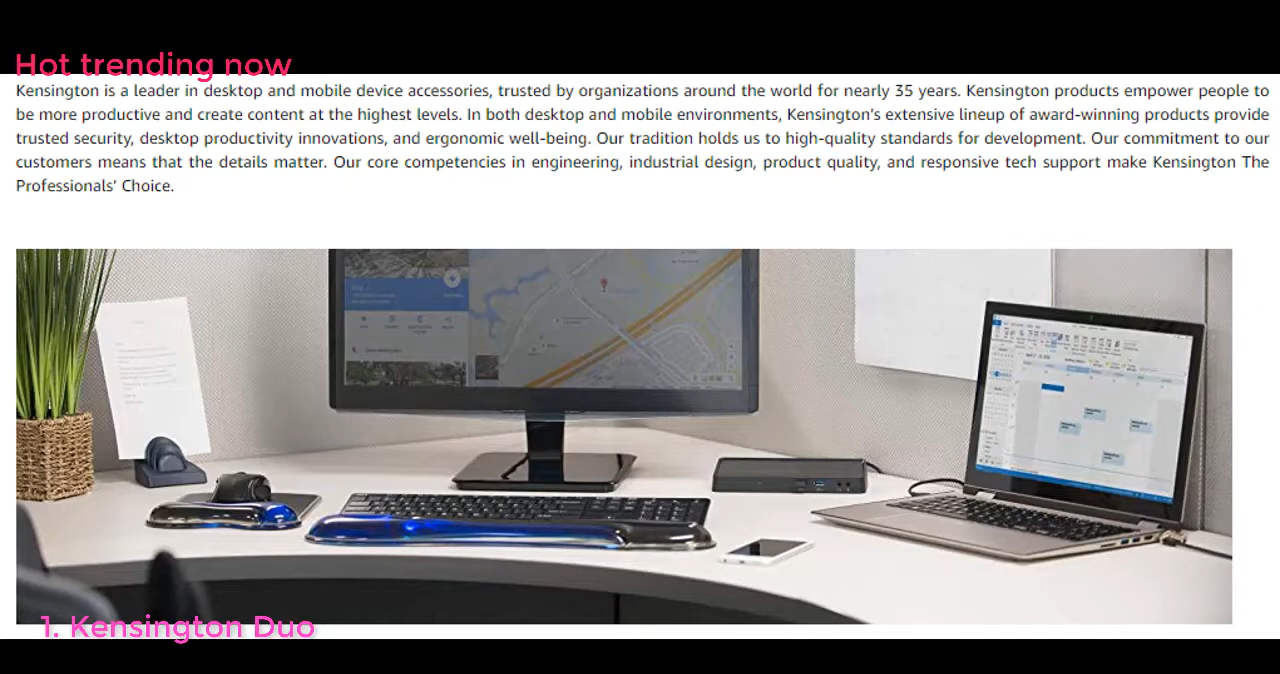 Hot trending now
Kensington is a leader in desktop and mobile device accessories, trusted by organizations around the world for nearly 35 years. Kensington products empower people to
be more productive and create content at the highest levels. In both desktop and mobile environments, Kensington’s extensive lineup of award-winning products provide
trusted security, desktop productivity innovations, and ergonomic well-being. Our tradition holds us to high-quality standards for development. Our commitment to our
customers means that the details matter. Our core competencies in engineering, industrial design, product quality, and responsive tech support make Kensington The
Professionals’ Choice.
1. Kensington Duo